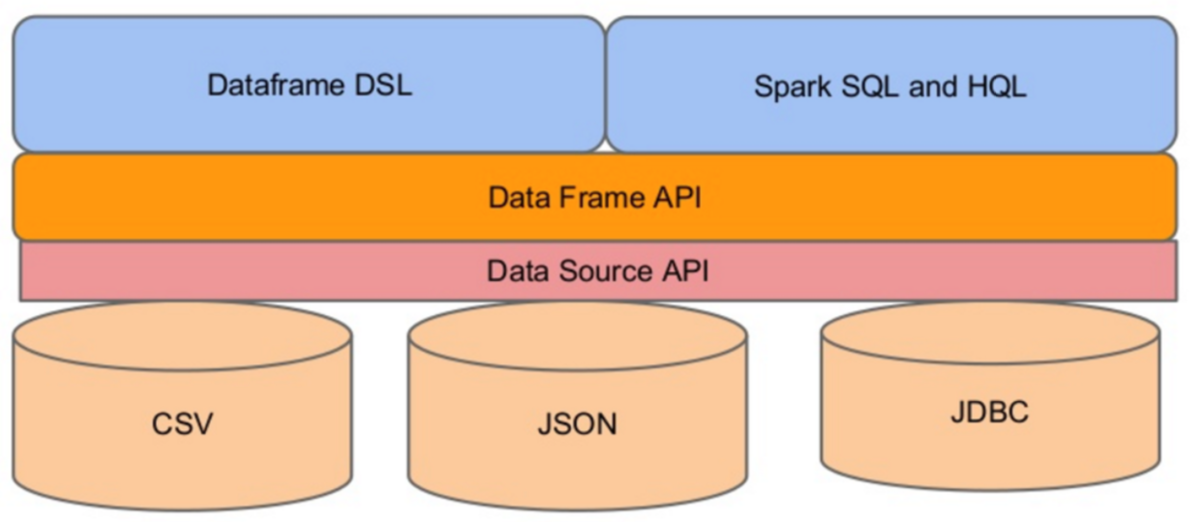 Dataframe DSL
Spark SQL and HQL
Data Frame API
Data Source API
CSV
JSON
JDBC